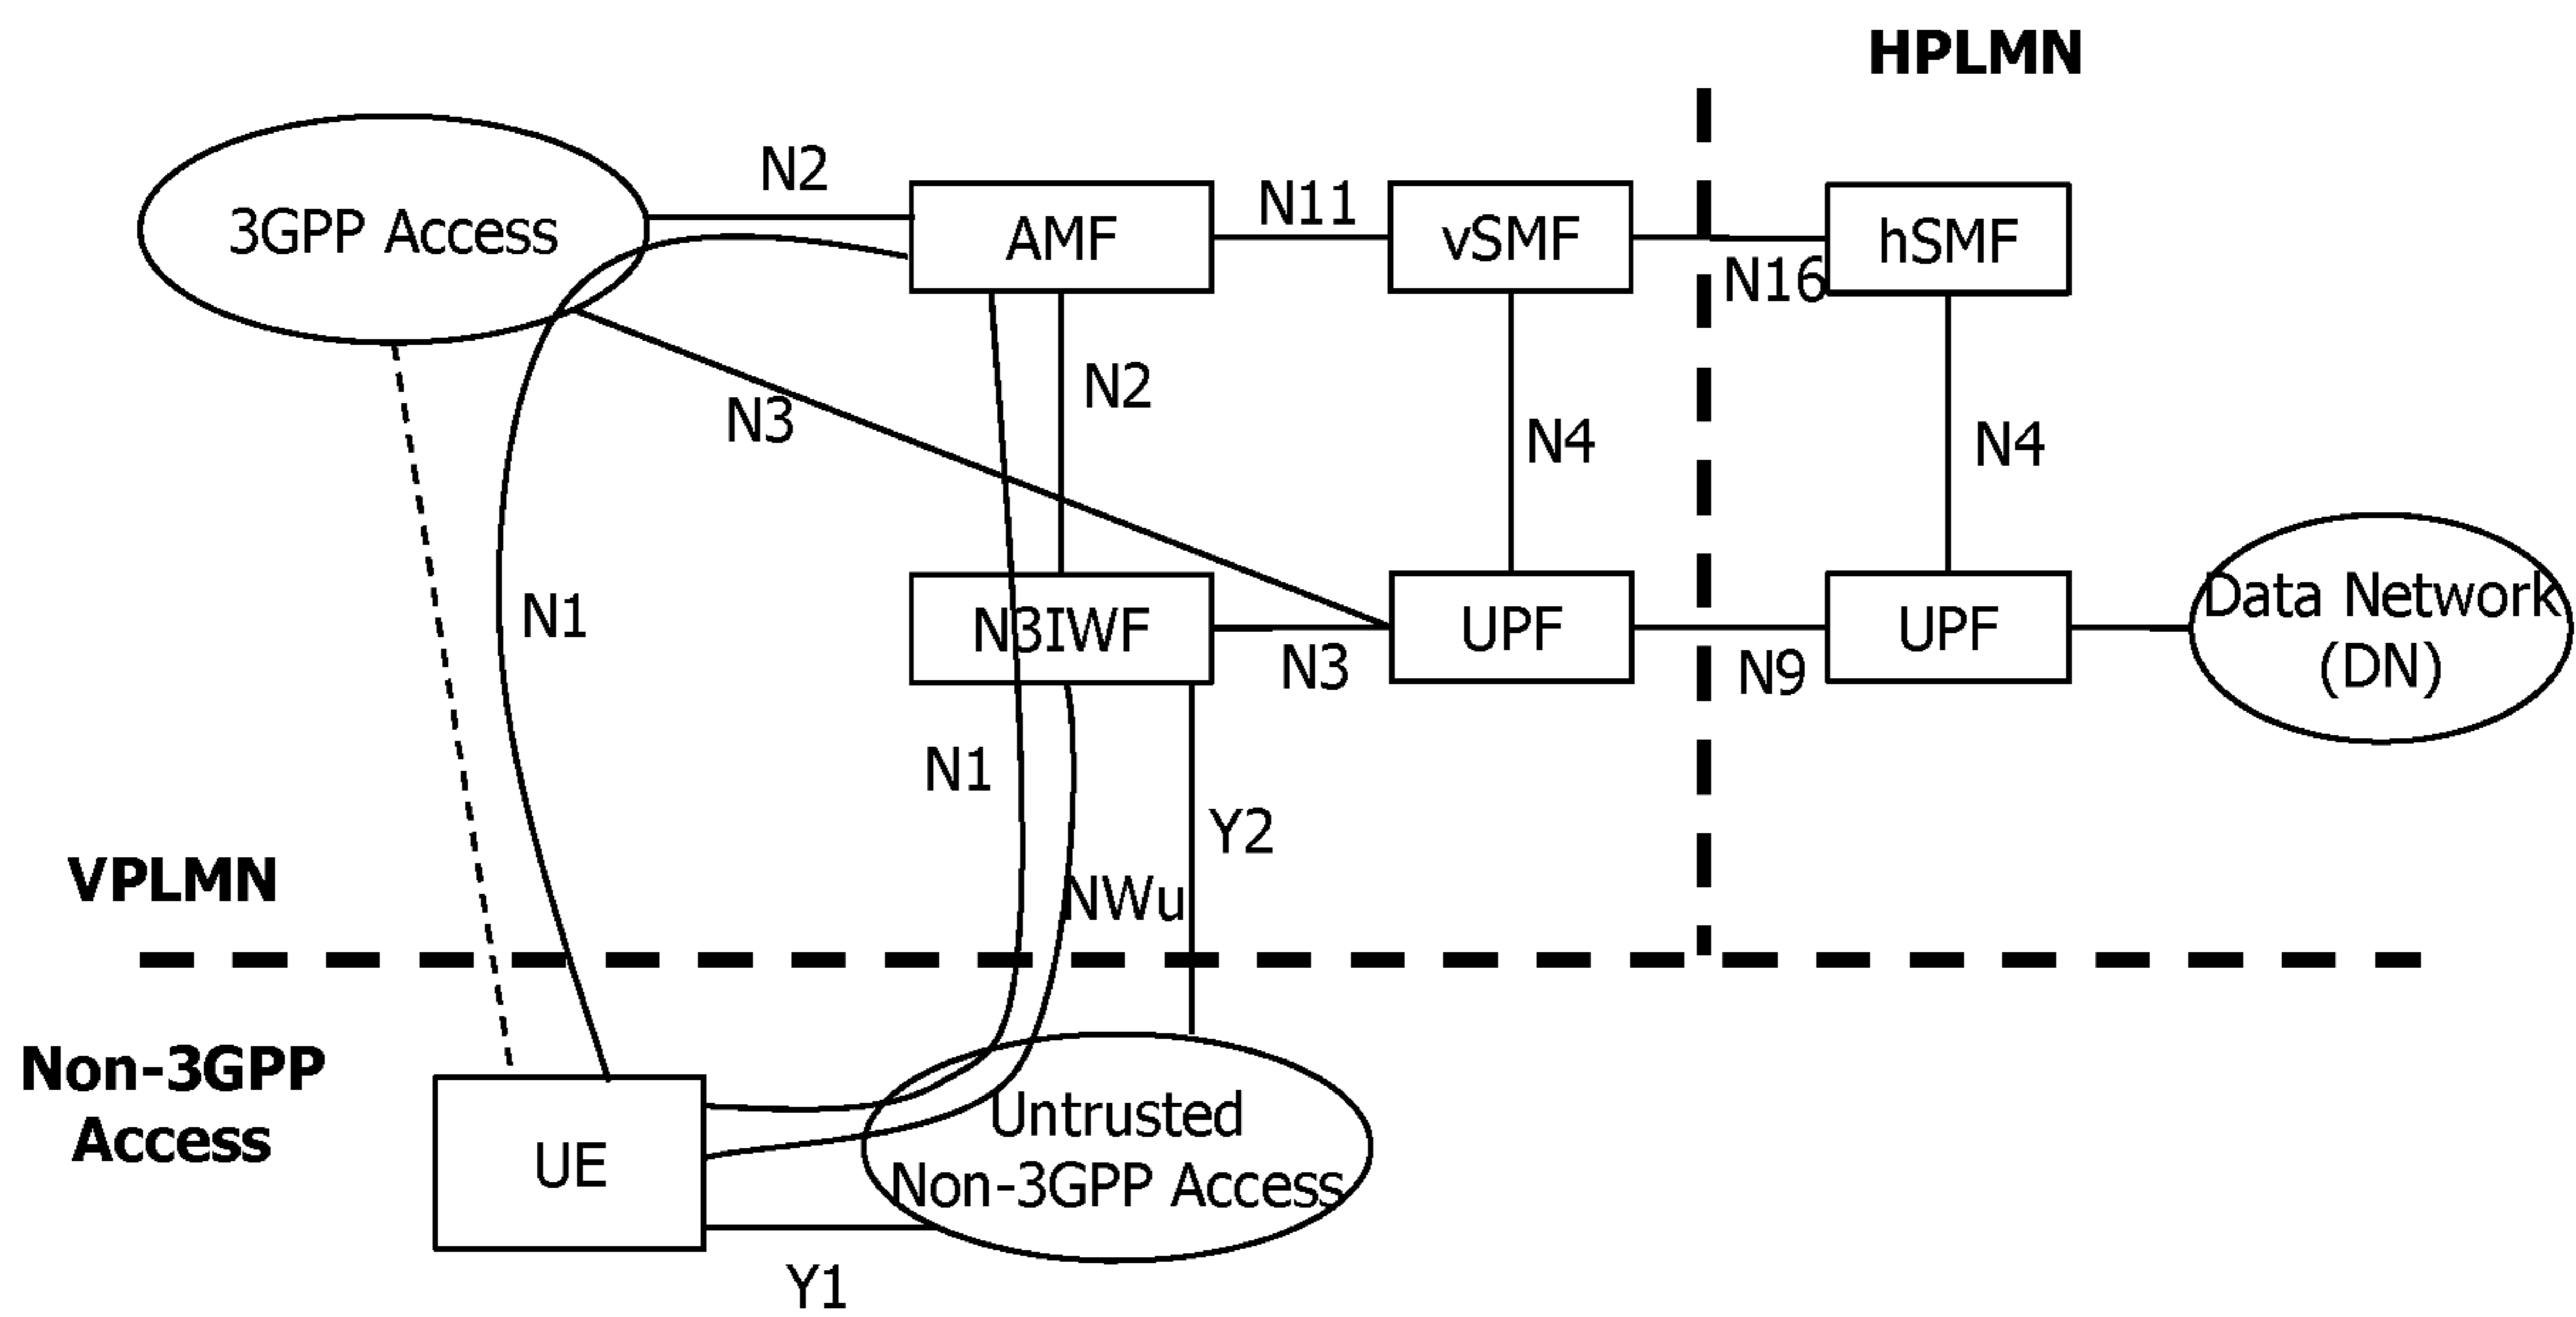 HPLMN
N2
3GPP Access
AMF
N11
vSMF
hSMF
N16
N2
N3
N4
N4
N1
N3IWF
N3
UPF
N9
UPF
Data Network
(DN)
N1
Y2
NWu
VPLMN
Non-3GPP
Access
UE
Untrusted
Non-3GPP Access
Y1